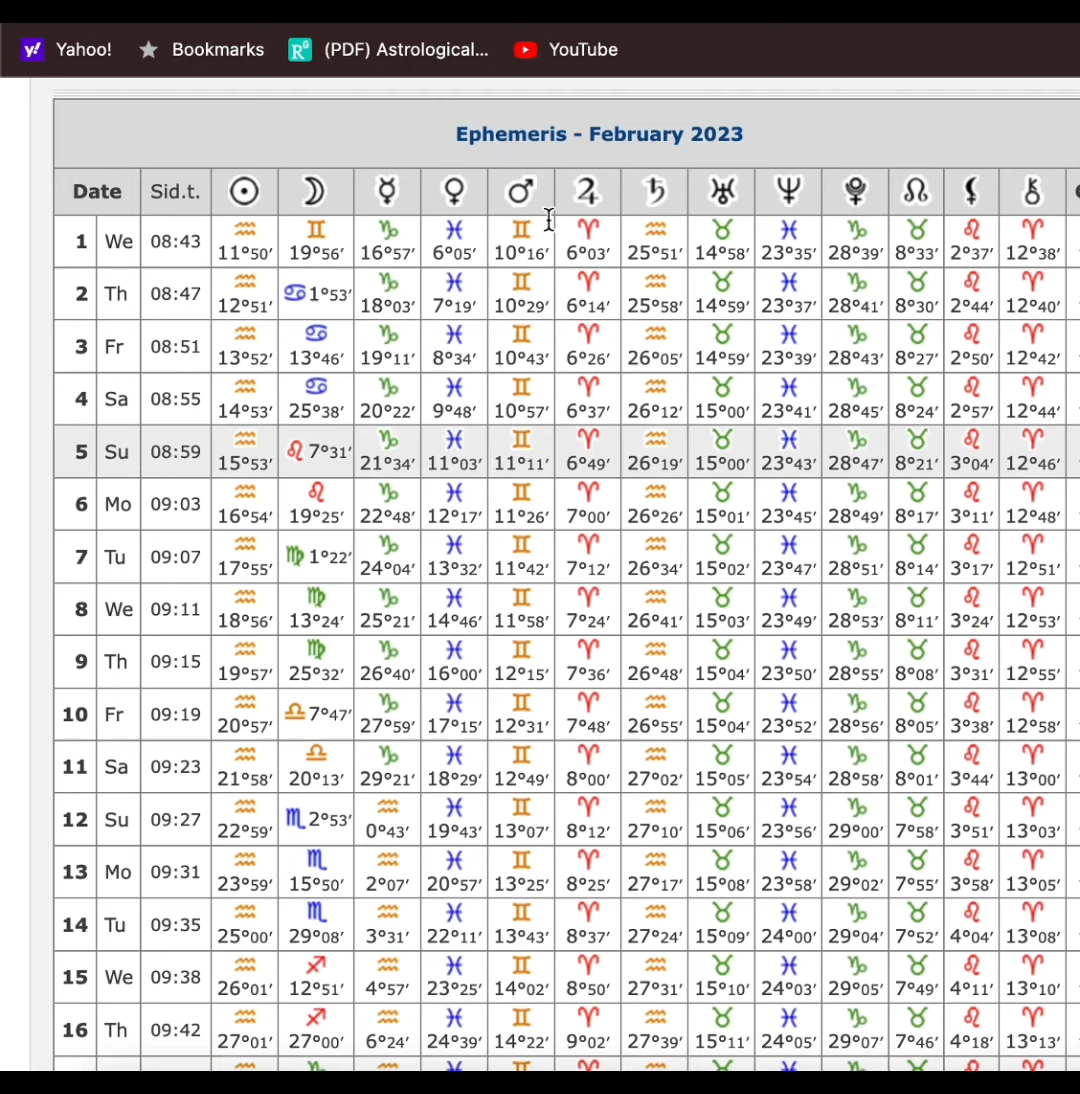 Yahoo! Bookmarks (PDF) Astrological... YouTube
Ephemeris - February 2023
Date Sid.t. ☉ ☽ ☿ ♀ ♂ ♃ ♄ ♅ ♆ ♇ ☊ ⚸ ⚷
1 We 08:43 ♒ 11°50′ ♊ 19°56′ ♑ 16°57′ ♓ 6°05′ ♊ 10°16′ ♈ 6°03′ ♒ 25°51′ ♉ 14°58′ ♓ 23°35′ ♑ 28°39′ ♉ 8°33′ ♌ 2°37′ ♈ 12°38′
2 Th 08:47 ♒ 12°51′ ♋ 1°53′ ♑ 18°03′ ♓ 7°19′ ♊ 10°29′ ♈ 6°14′ ♒ 25°58′ ♉ 14°59′ ♓ 23°37′ ♑ 28°41′ ♉ 8°30′ ♌ 2°44′ ♈ 12°40′
3 Fr 08:51 ♒ 13°52′ ♋ 13°46′ ♑ 19°11′ ♓ 8°34′ ♊ 10°43′ ♈ 6°26′ ♒ 26°05′ ♉ 14°59′ ♓ 23°39′ ♑ 28°43′ ♉ 8°27′ ♌ 2°50′ ♈ 12°42′
4 Sa 08:55 ♒ 14°53′ ♋ 25°38′ ♑ 20°22′ ♓ 9°48′ ♊ 10°57′ ♈ 6°37′ ♒ 26°12′ ♉ 15°00′ ♓ 23°41′ ♑ 28°45′ ♉ 8°24′ ♌ 2°57′ ♈ 12°44′
5 Su 08:59 ♒ 15°53′ ♌ 7°31′ ♑ 21°34′ ♓ 11°03′ ♊ 11°11′ ♈ 6°49′ ♒ 26°19′ ♉ 15°00′ ♓ 23°43′ ♑ 28°47′ ♉ 8°21′ ♌ 3°04′ ♈ 12°46′
6 Mo 09:03 ♒ 16°54′ ♌ 19°25′ ♑ 22°48′ ♓ 12°17′ ♊ 11°26′ ♈ 7°00′ ♒ 26°26′ ♉ 15°01′ ♓ 23°45′ ♑ 28°49′ ♉ 8°17′ ♌ 3°11′ ♈ 12°48′
7 Tu 09:07 ♒ 17°55′ ♍ 1°22′ ♑ 24°04′ ♓ 13°32′ ♊ 11°42′ ♈ 7°12′ ♒ 26°34′ ♉ 15°02′ ♓ 23°47′ ♑ 28°51′ ♉ 8°14′ ♌ 3°17′ ♈ 12°51′
8 We 09:11 ♒ 18°56′ ♍ 13°24′ ♑ 25°21′ ♓ 14°46′ ♊ 11°58′ ♈ 7°24′ ♒ 26°41′ ♉ 15°03′ ♓ 23°49′ ♑ 28°53′ ♉ 8°11′ ♌ 3°24′ ♈ 12°53′
9 Th 09:15 ♒ 19°57′ ♍ 25°32′ ♑ 26°40′ ♓ 16°00′ ♊ 12°15′ ♈ 7°36′ ♒ 26°48′ ♉ 15°04′ ♓ 23°50′ ♑ 28°55′ ♉ 8°08′ ♌ 3°31′ ♈ 12°55′
10 Fr 09:19 ♒ 20°57′ ♎ 7°47′ ♑ 27°59′ ♓ 17°15′ ♊ 12°31′ ♈ 7°48′ ♒ 26°55′ ♉ 15°04′ ♓ 23°52′ ♑ 28°56′ ♉ 8°05′ ♌ 3°38′ ♈ 12°58′
11 Sa 09:23 ♒ 21°58′ ♎ 20°13′ ♑ 29°21′ ♓ 18°29′ ♊ 12°49′ ♈ 8°00′ ♒ 27°02′ ♉ 15°05′ ♓ 23°54′ ♑ 28°58′ ♉ 8°01′ ♌ 3°44′ ♈ 13°00′
12 Su 09:27 ♒ 22°59′ ♏ 2°53′ ♒ 0°43′ ♓ 19°43′ ♊ 13°07′ ♈ 8°12′ ♒ 27°10′ ♉ 15°06′ ♓ 23°56′ ♑ 29°00′ ♉ 7°58′ ♌ 3°51′ ♈ 13°03′
13 Mo 09:31 ♒ 23°59′ ♏ 15°50′ ♒ 2°07′ ♓ 20°57′ ♊ 13°25′ ♈ 8°25′ ♒ 27°17′ ♉ 15°08′ ♓ 23°58′ ♑ 29°02′ ♉ 7°55′ ♌ 3°58′ ♈ 13°05′
14 Tu 09:35 ♒ 25°00′ ♏ 29°08′ ♒ 3°31′ ♓ 22°11′ ♊ 13°43′ ♈ 8°37′ ♒ 27°24′ ♉ 15°09′ ♓ 24°00′ ♑ 29°04′ ♉ 7°52′ ♌ 4°04′ ♈ 13°08′
15 We 09:38 ♒ 26°01′ ♐ 12°51′ ♒ 4°57′ ♓ 23°25′ ♊ 14°02′ ♈ 8°50′ ♒ 27°31′ ♉ 15°10′ ♓ 24°03′ ♑ 29°05′ ♉ 7°49′ ♌ 4°11′ ♈ 13°10′
16 Th 09:42 ♒ 27°01′ ♐ 27°00′ ♒ 6°24′ ♓ 24°39′ ♊ 14°22′ ♈ 9°02′ ♒ 27°39′ ♉ 15°11′ ♓ 24°05′ ♑ 29°07′ ♉ 7°46′ ♌ 4°18′ ♈ 13°13′